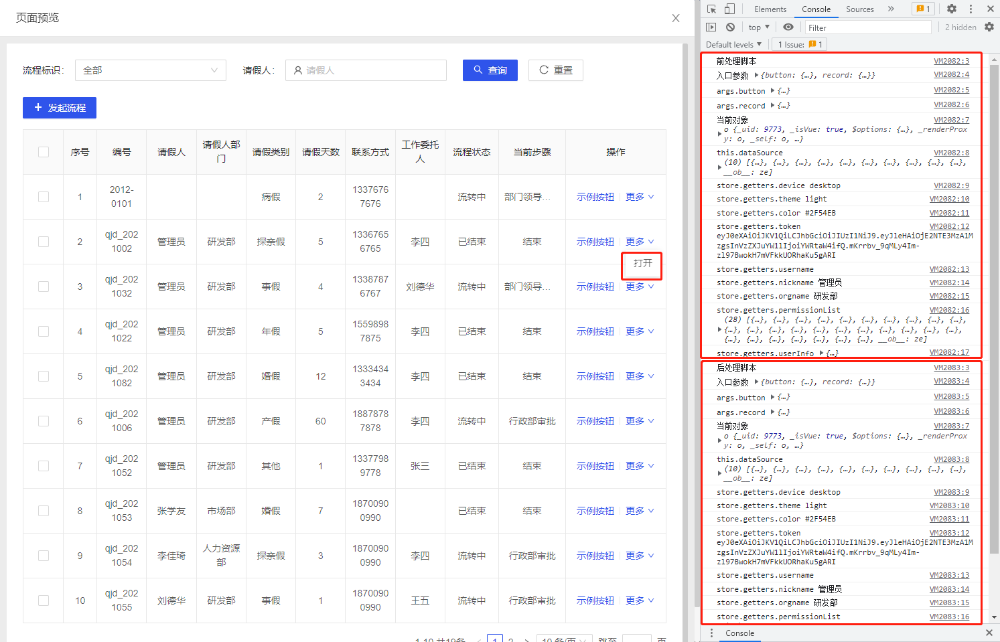 页面预览
流程标识： 全部 请假人： 请假人 查询 重置
+ 发起流程
序号 编号 请假人 请假人部门 请假类别 请假天数 联系方式 工作委托人 流程状态 当前步骤 操作
1 2012-0101 病假 2 13376767676 流转中 部门领导... 示例按钮 更多
2 qjd_2021002 管理员 研发部 探亲假 5 13367656765 李四 已结束 结束 示例按钮 更多
打开
3 qjd_2021032 管理员 研发部 事假 4 13387876767 刘德华 流转中 部门领导... 示例按钮 更多
4 qjd_2021022 管理员 研发部 年假 5 15598987875 李四 已结束 结束 示例按钮 更多
5 qjd_2021082 管理员 研发部 婚假 12 13334343434 李四 已结束 结束 示例按钮 更多
6 qjd_2021006 管理员 研发部 产假 60 18878787878 李四 流转中 行政部审批 示例按钮 更多
7 qjd_2021052 管理员 研发部 其他 1 13377989778 张三 已结束 结束 示例按钮 更多
8 qjd_2021053 张学友 市场部 婚假 7 18700900990 已结束 结束 示例按钮 更多
9 qjd_2021054 李佳琦 人力资源部 探亲假 3 18700900990 李四 流转中 行政部审批 示例按钮 更多
10 qjd_2021055 刘德华 研发部 事假 1 18700900990 王五 流转中 行政部审批 示例按钮 更多
1-10 共19条 1 2 10 条/页 跳至 页
Elements Console Sources » 1
top Filter 2 hidden
Default levels 1 Issue: 1
前处理脚本 VM2082:3
入口参数 {button: {…}, record: {…}} VM2082:4
args.button {…} VM2082:5
args.record {…} VM2082:6
当前对象 VM2082:7
o {_uid: 9773, _isVue: true, $options: {…}, _renderProx
y: o, _self: o, …}
this.dataSource VM2082:8
(10) [{…}, {…}, {…}, {…}, {…}, {…}, {…}, {…}, {…}, {…},
__ob__: ze]
store.getters.device desktop VM2082:9
store.getters.theme light VM2082:10
store.getters.color #2F54EB VM2082:11
store.getters.token VM2082:12
eyJ0eXAiOiJKV1QiLCJhbGciOiJIUzI1NiJ9.eyJleHAiOjE2NTE3MzA1M
zgsInVzZXJuYW1lIjoiYWRtaW4ifQ.mKrrbv_9qMLy4Im-
zl97BwokH7mVFkkUORhaKu5gARI
store.getters.username VM2082:13
store.getters.nickname 管理员 VM2082:14
store.getters.orgname 研发部 VM2082:15
store.getters.permissionList VM2082:16
(28) [{…}, {…}, {…}, {…}, {…}, {…}, {…}, {…}, {…}, {…},
{…}, {…}, {…}, {…}, {…}, {…}, {…}, {…}, {…}, {…}, {…},
{…}, {…}, {…}, {…}, {…}, {…}, {…}, __ob__: ze]
store.getters.userInfo {…} VM2082:17
后处理脚本 VM2083:3
入口参数 {button: {…}, record: {…}} VM2083:4
args.button {…} VM2083:5
args.record {…} VM2083:6
当前对象 VM2083:7
o {_uid: 9773, _isVue: true, $options: {…}, _renderProx
y: o, _self: o, …}
this.dataSource VM2083:8
(10) [{…}, {…}, {…}, {…}, {…}, {…}, {…}, {…}, {…}, {…},
__ob__: ze]
store.getters.device desktop VM2083:9
store.getters.theme light VM2083:10
store.getters.color #2F54EB VM2083:11
store.getters.token VM2083:12
eyJ0eXAiOiJKV1QiLCJhbGciOiJIUzI1NiJ9.eyJleHAiOjE2NTE3MzA1M
zgsInVzZXJuYW1lIjoiYWRtaW4ifQ.mKrrbv_9qMLy4Im-
zl97BwokH7mVFkkUORhaKu5gARI
store.getters.username VM2083:13
store.getters.nickname 管理员 VM2083:14
store.getters.orgname 研发部 VM2083:15
store.getters.permissionList VM2083:16
Console